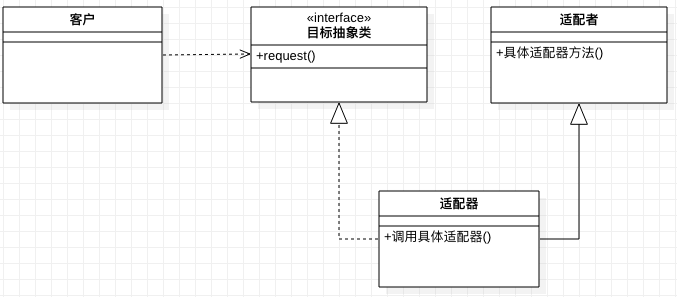 客户
«interface»
目标抽象类
+request()
适配者
+具体适配器方法()
适配器
+调用具体适配器()